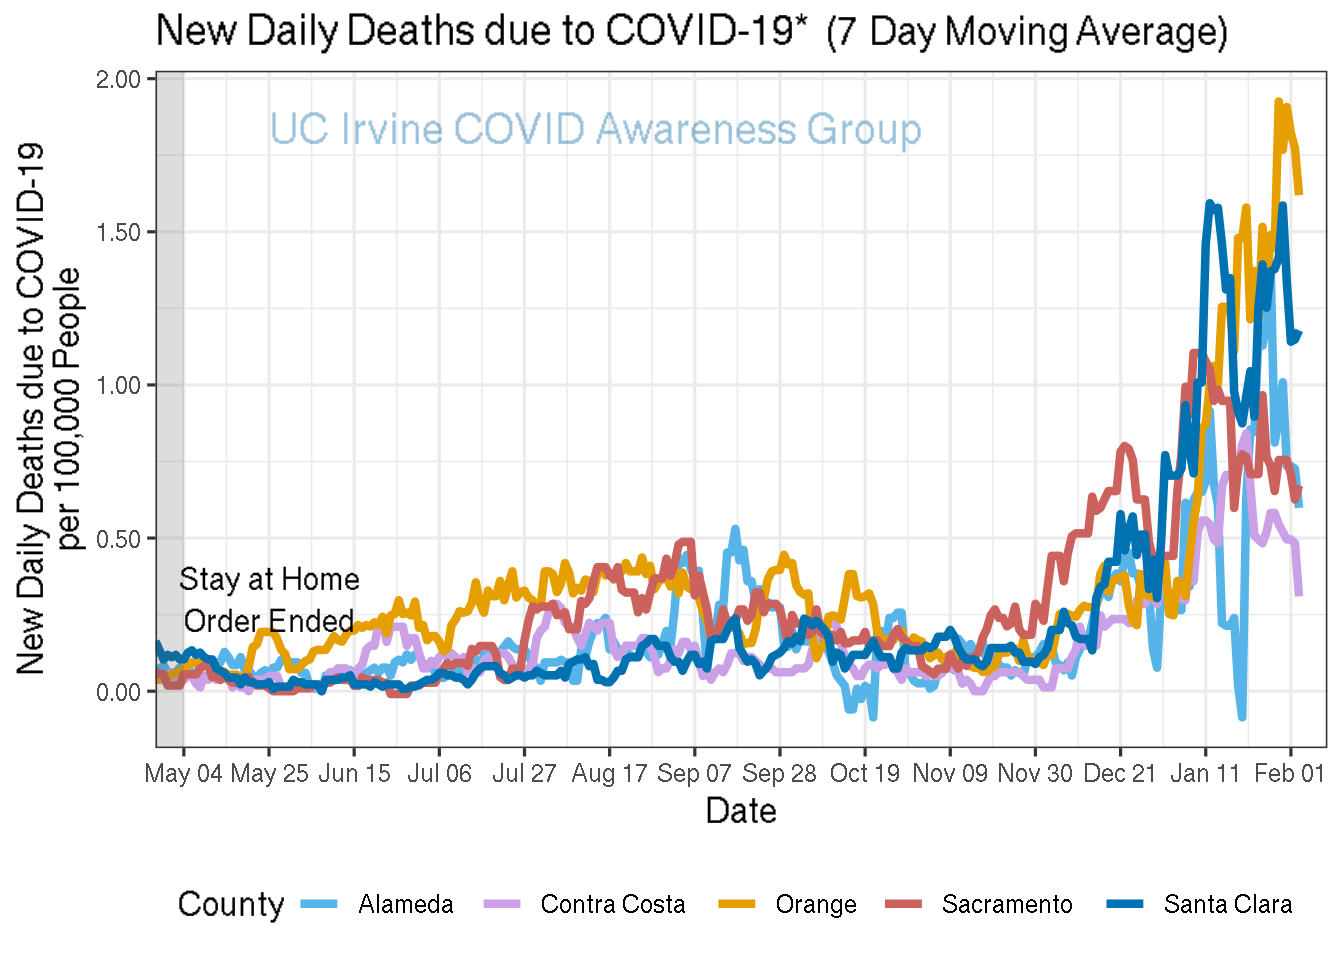 New Daily Deaths due to COVID-19* (7 Day Moving Average)
UC Irvine COVID Awareness Group
New Daily Deaths due to COVID-19
per 100,000 People
2.00
1.50
1.00
0.50
0.00
Stay at Home
Order Ended
May 04 May 25 Jun 15 Jul 06 Jul 27 Aug 17 Sep 07 Sep 28 Oct 19 Nov 09 Nov 30 Dec 21 Jan 11 Feb 01
Date
County Alameda Contra Costa Orange Sacramento Santa Clara